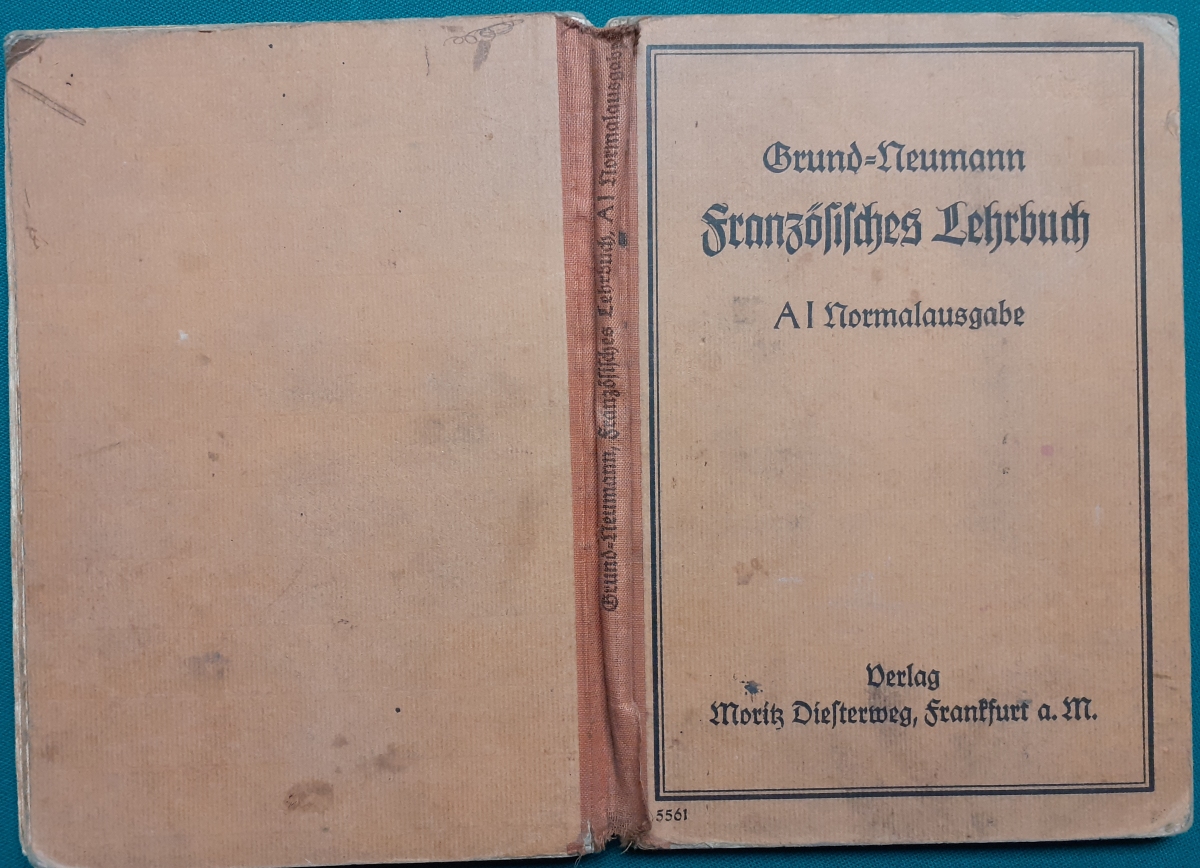 Grund-Neumann, Französisches Lehrbuch, A I Normalausgabe
Grund=Neumann
Französisches Lehrbuch
A I Normalausgabe
Verlag
Moritz Diesterweg, Frankfurt a. M.
5561